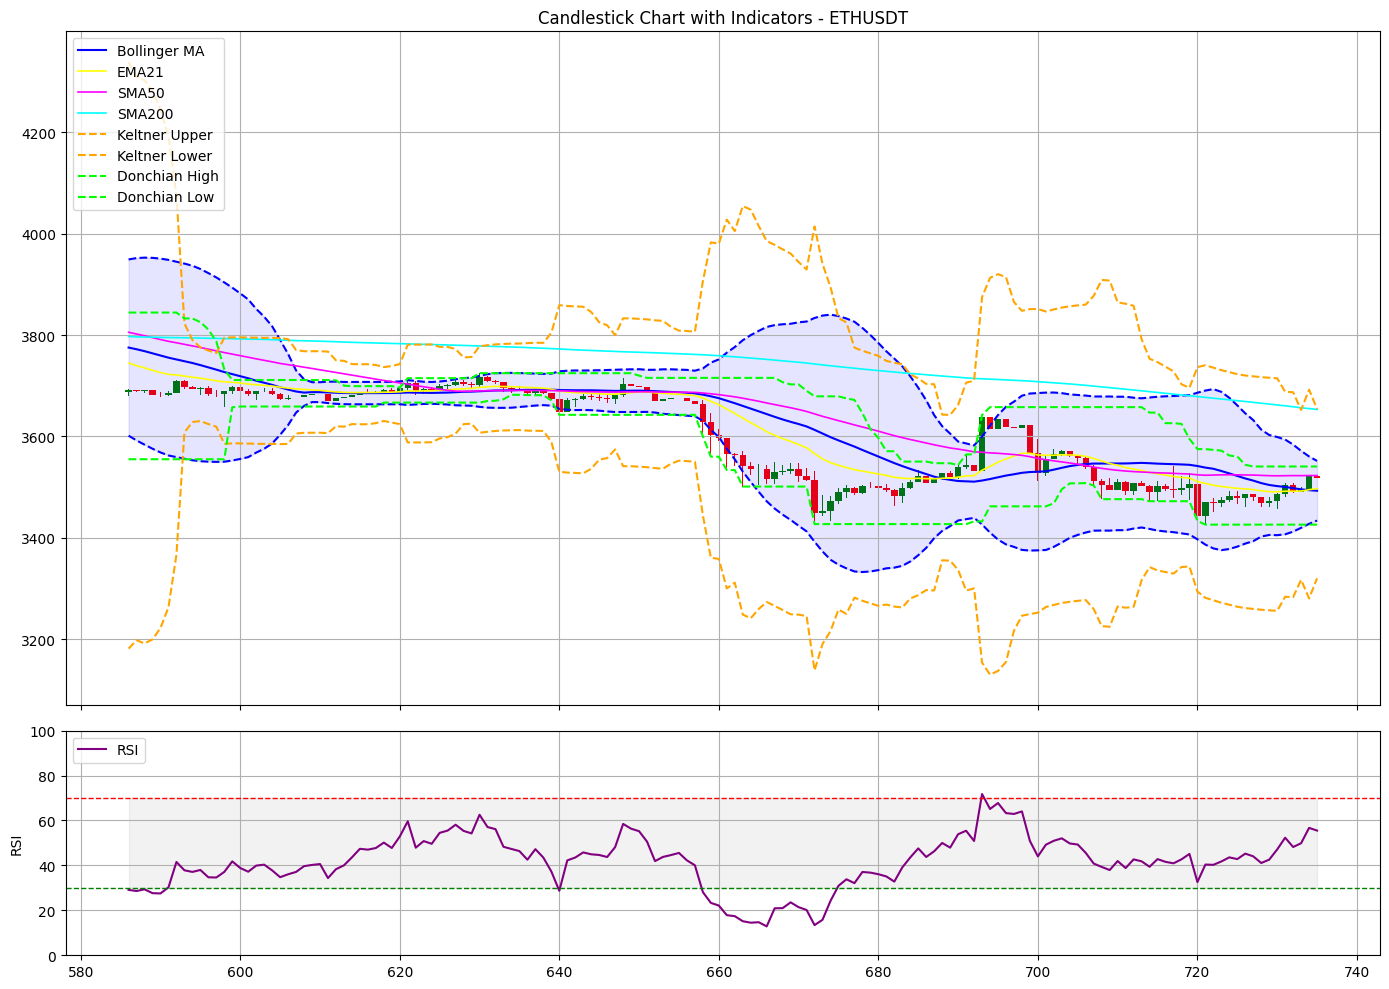 Candlestick Chart with Indicators - ETHUSDT
Bollinger MA
EMA21
SMA50
SMA200
Keltner Upper
Keltner Lower
Donchian High
Donchian Low
4200
4000
3800
3600
3400
3200
RSI
100
80
60
40
20
0
RSI
580
600
620
640
660
680
700
720
740